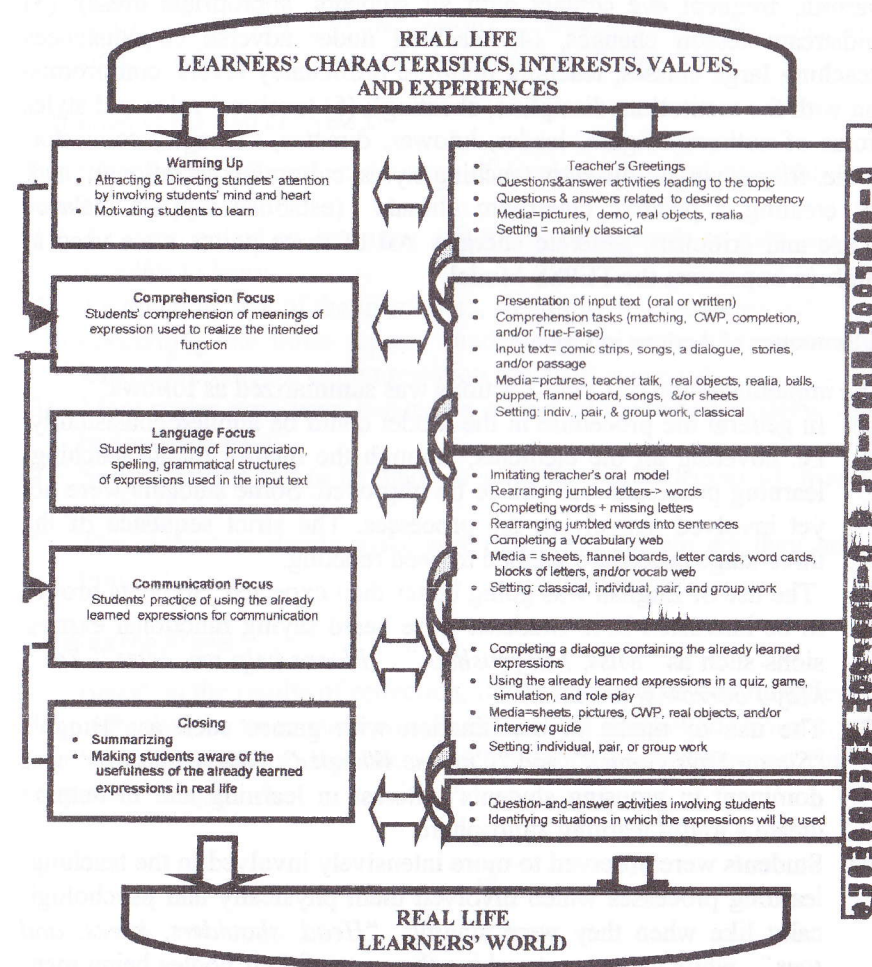 REAL LIFE
LEARNERS' CHARACTERISTICS, INTERESTS, VALUES,
AND EXPERIENCES
Warming Up
• Attracting & Directing stundets' attention
by involving students' mind and heart
• Motivating students to learn
Teacher's Greetings
• Questions&answer activities leading to the topic
• Questions & answers related to desired competency
• Media=pictures, demo, real objects, realia
• Setting = mainly classical
Comprehension Focus
Students' comprehension of meanings of
expression used to realize the intended
function
• Presentation of input text (oral or written)
• Comprehension tasks (matching, CWP, completion,
and/or True-False)
• Input text= comic strips, songs, a dialogue, stories,
and/or passage
• Media=pictures, teacher talk, real objects, realia, balls,
puppet, flannel board, songs, &/or sheets
• Setting: indiv., pair, & group work, classical
Language Focus
Students' learning of pronunciation,
spelling, grammatical structures
of expressions used in the input text
• Imitating teracher's oral model
• Rearranging jumbled letters-> words
• Completing words + missing letters
• Rearranging jumbled words into sentences
• Completing a Vocabulary web
• Media = sheets, flannel boards, letter cards, word cards,
blocks of letters, and/or vocab web
• Setting: classical, individual, pair, and group work
Communication Focus
Students' practice of using the already
learned expressions for communication
• Completing a dialogue containing the already learned
expressions
• Using the already learned expressions in a quiz, game,
simulation, and role play
• Media=sheets, pictures, CWP, real objects, and/or
interview guide
• Setting: individual, pair, or group work
Closing
• Summarizing
• Making students aware of the
usefulness of the already learned
expressions in real life
• Question-and-answer activities involving students
• Identifying situations in which the expressions will be used
REAL LIFE
LEARNERS' WORLD